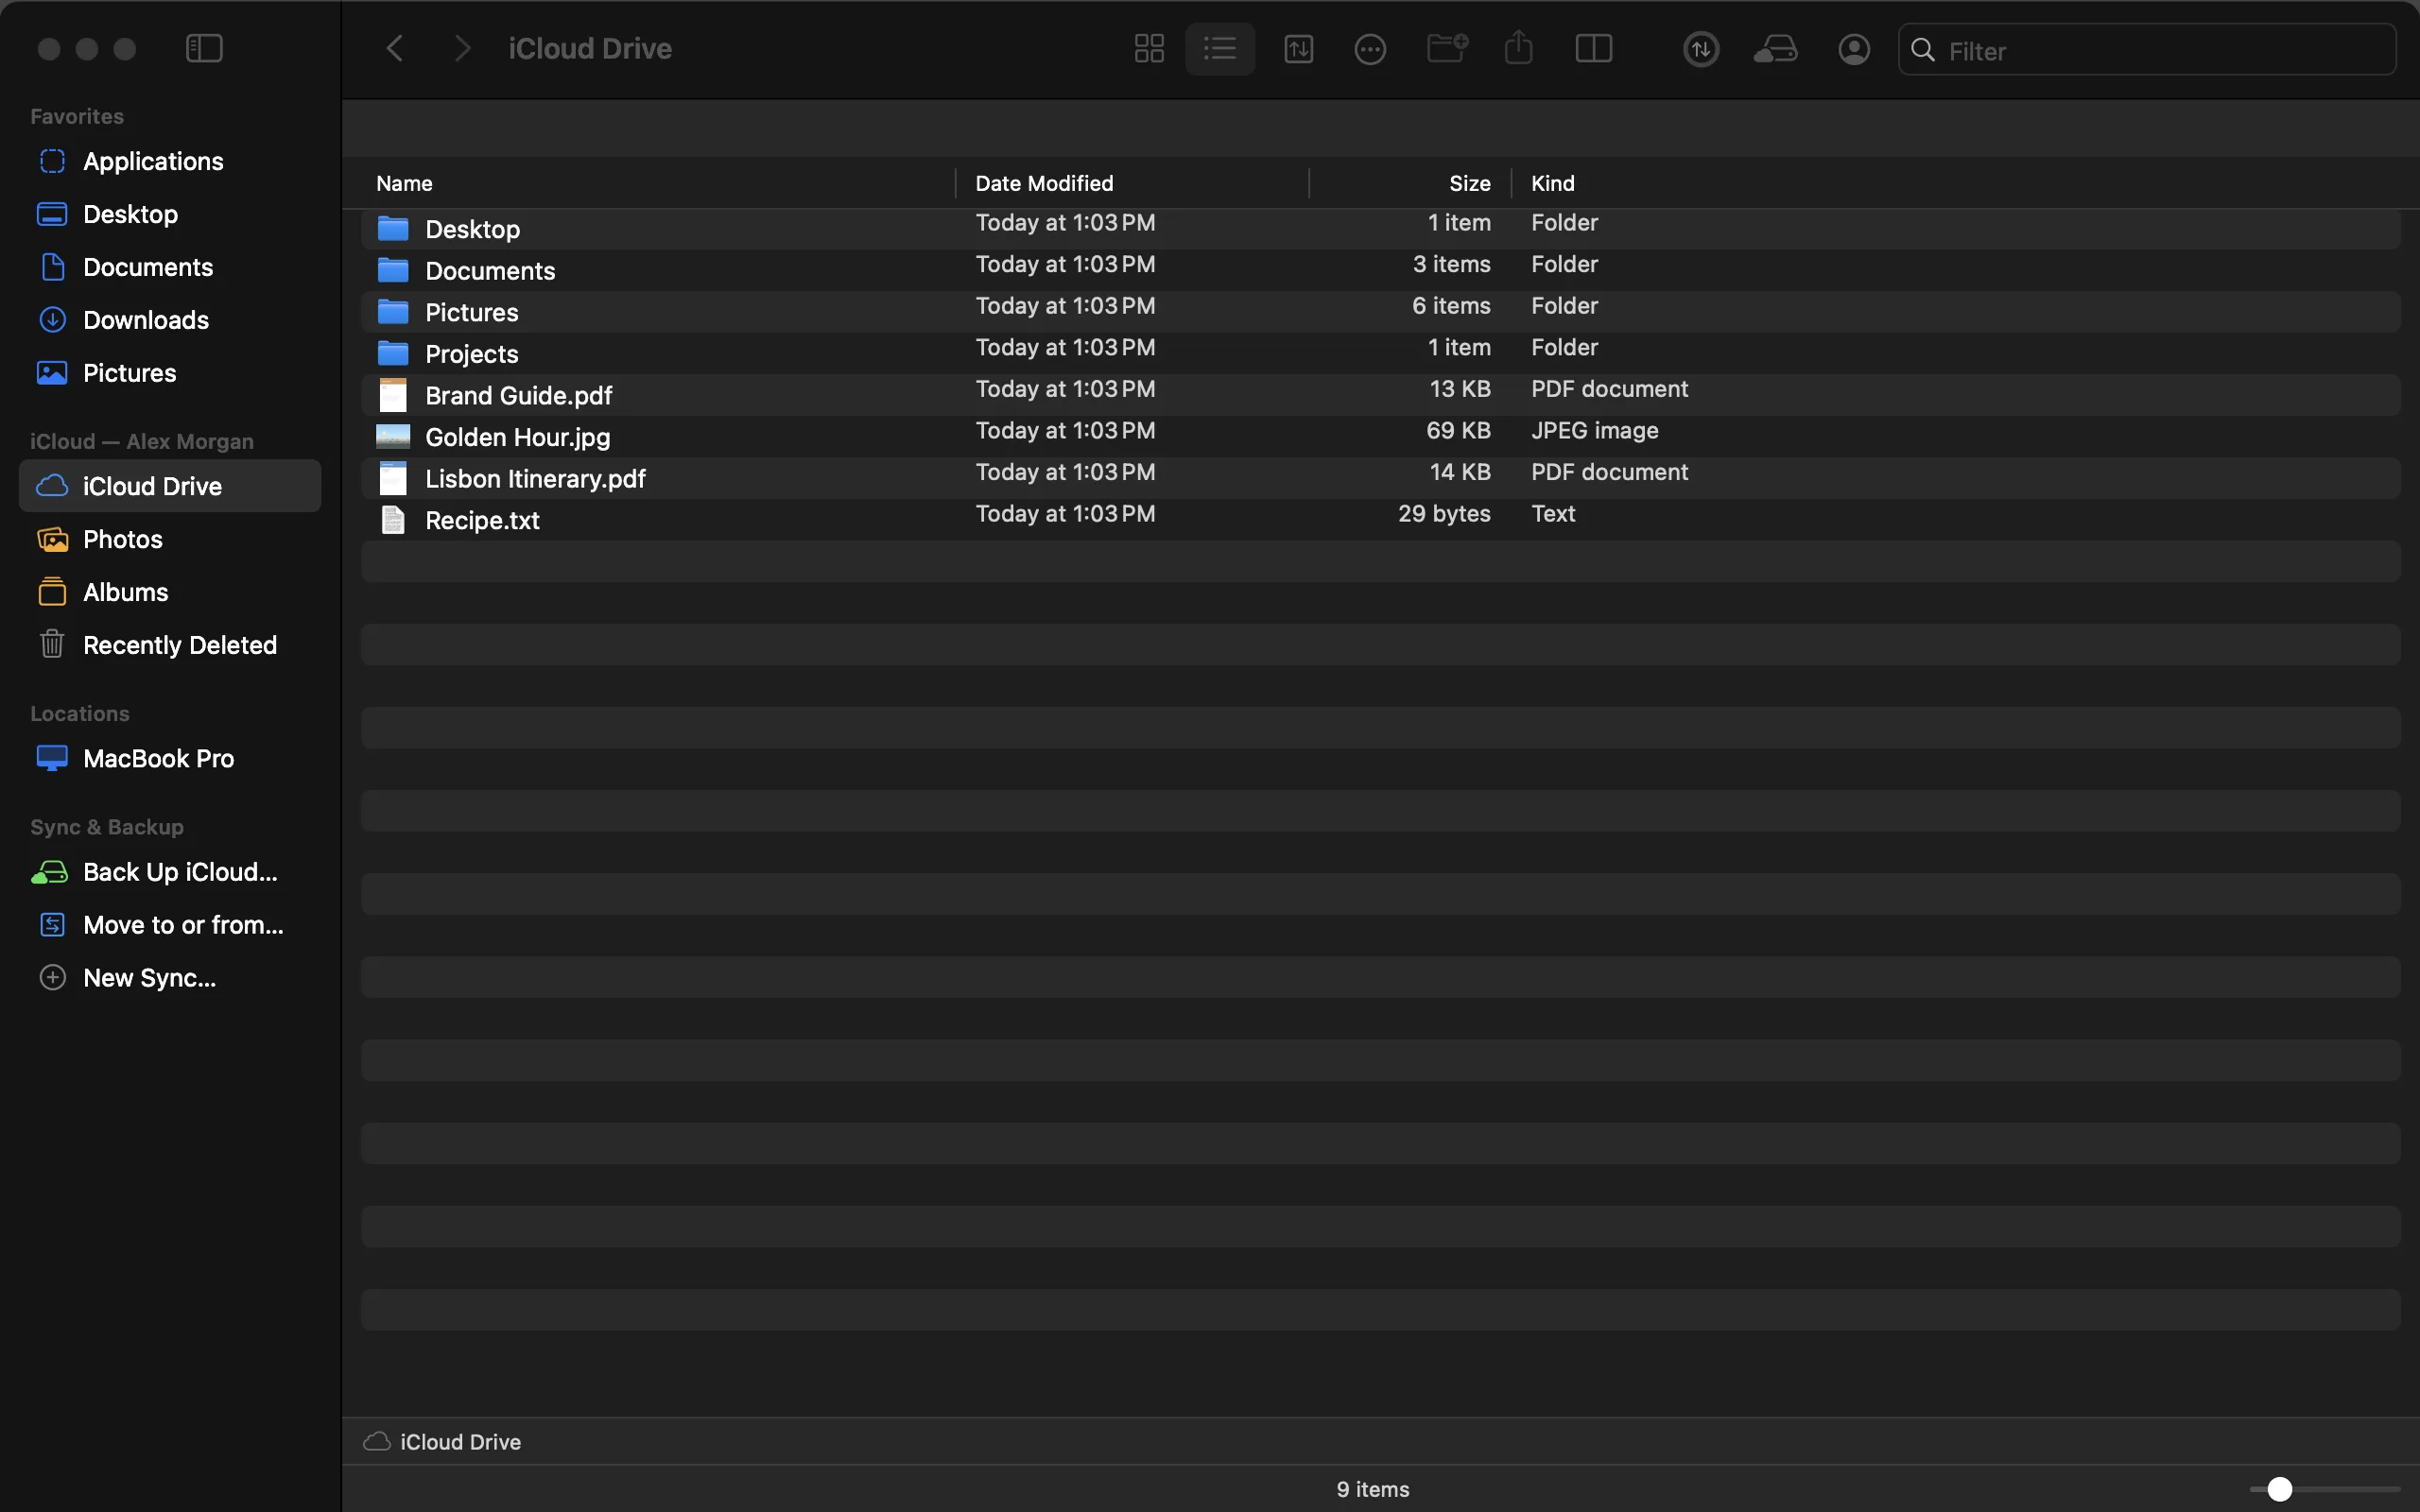 iCloud Drive
Filter
Favorites
Applications
Desktop
Documents
Downloads
Pictures
iCloud — Alex Morgan
iCloud Drive
Photos
Albums
Recently Deleted
Locations
MacBook Pro
Sync & Backup
Back Up iCloud...
Move to or from...
New Sync...
Name Date Modified Size Kind
Desktop Today at 1:03 PM 1 item Folder
Documents Today at 1:03 PM 3 items Folder
Pictures Today at 1:03 PM 6 items Folder
Projects Today at 1:03 PM 1 item Folder
Brand Guide.pdf Today at 1:03 PM 13 KB PDF document
Golden Hour.jpg Today at 1:03 PM 69 KB JPEG image
Lisbon Itinerary.pdf Today at 1:03 PM 14 KB PDF document
Recipe.txt Today at 1:03 PM 29 bytes Text
iCloud Drive
9 items